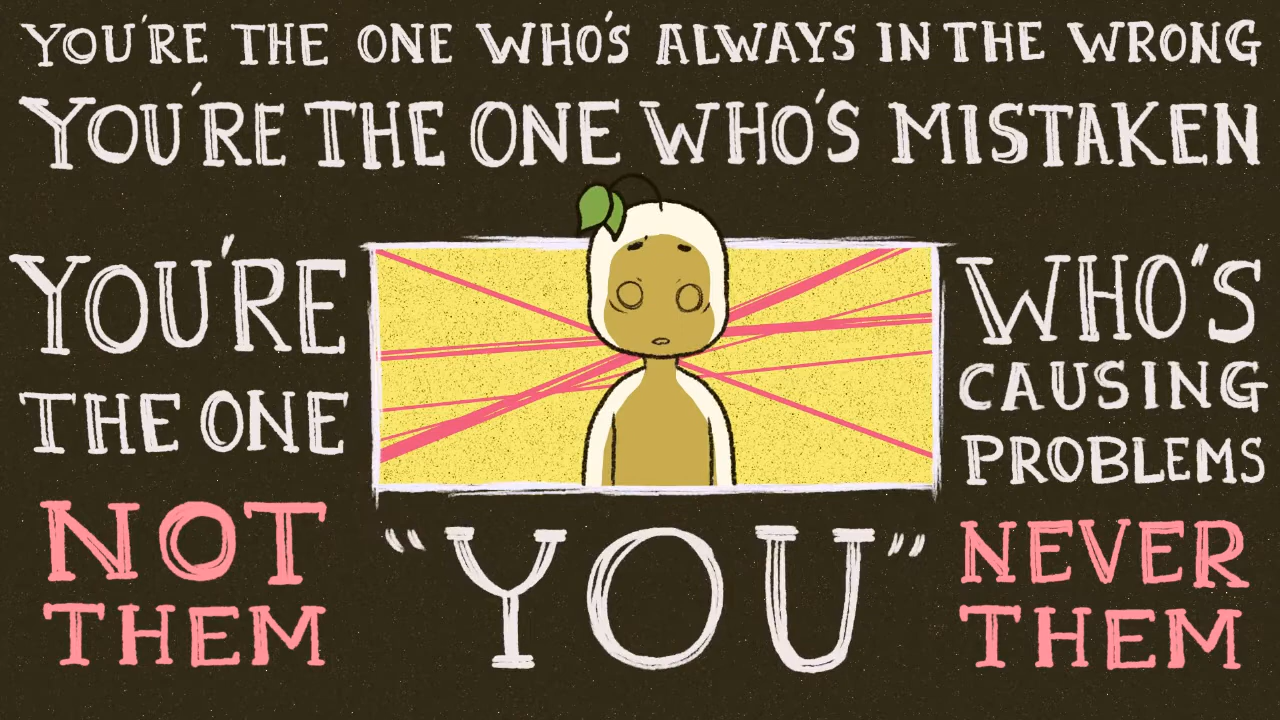 YOU'RE THE ONE WHO'S ALWAYS IN THE WRONG
YOU'RE THE ONE WHO'S MISTAKEN
YOU'RE
THE ONE
NOT
THEM
"YOU"
WHO"S
CAUSING
PROBLEMS
NEVER
THEM